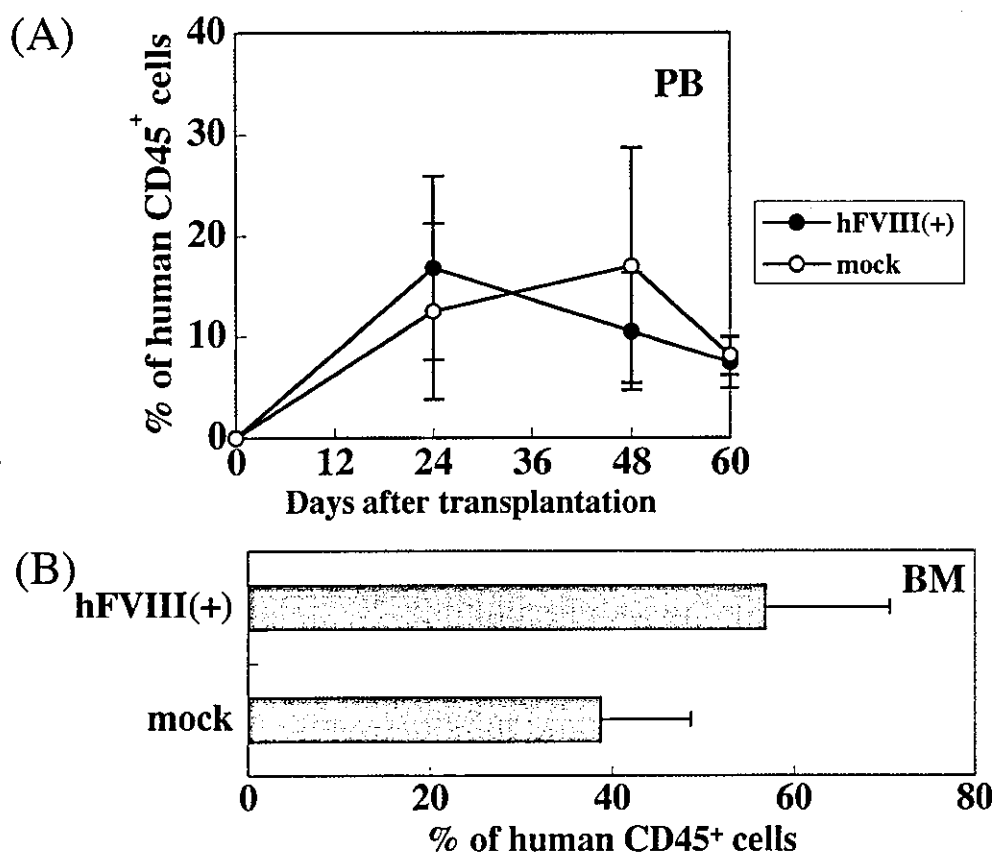 (A)
% of human CD45⁺ cells
40
30
20
10
0
PB
hFVIII(+)
mock
0 12 24 36 48 60
Days after transplantation
(B)
BM
hFVIII(+)
mock
0 20 40 60 80
% of human CD45⁺ cells